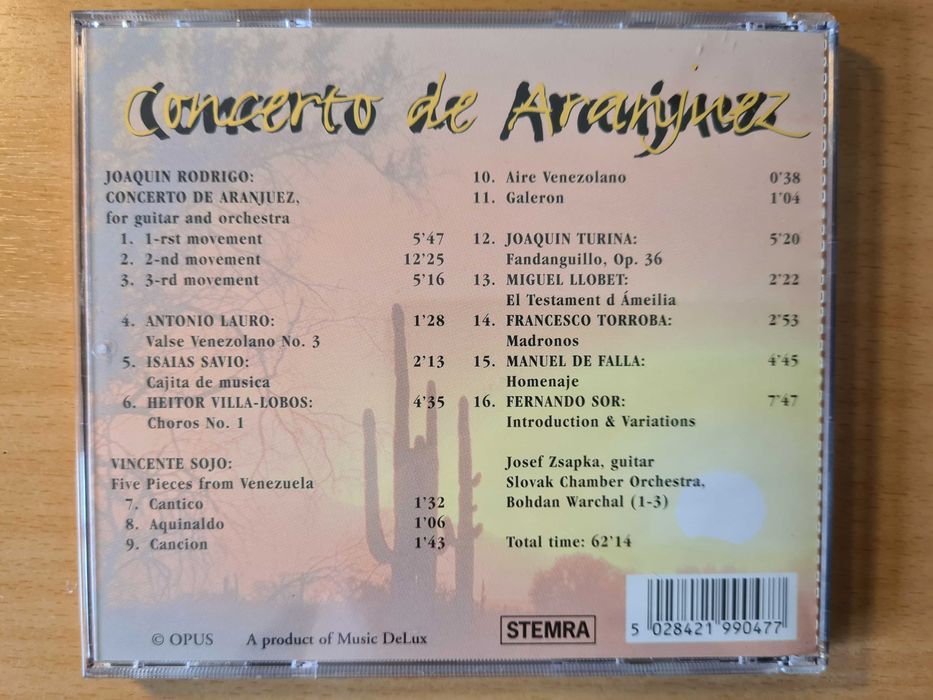 Concerto de Aranjuez
JOAQUIN RODRIGO:
CONCERTO DE ARANJUEZ,
for guitar and orchestra
1. 1-rst movement 5'47
2. 2-nd movement 12'25
3. 3-rd movement 5'16
4. ANTONIO LAURO: 1'28
Valse Venezolano No. 3
5. ISAIAS SAVIO: 2'13
Cajita de musica
6. HEITOR VILLA-LOBOS: 4'35
Choros No. 1
VINCENTE SOJO:
Five Pieces from Venezuela
7. Cantico 1'32
8. Aquinaldo 1'06
9. Cancion 1'43
10. Aire Venezolano 0'38
11. Galeron 1'04
12. JOAQUIN TURINA: 5'20
Fandanguillo, Op. 36
13. MIGUEL LLOBET: 2'22
El Testament d Ámeilia
14. FRANCESCO TORROBA: 2'53
Madronos
15. MANUEL DE FALLA: 4'45
Homenaje
16. FERNANDO SOR: 7'47
Introduction & Variations
Josef Zsapka, guitar
Slovak Chamber Orchestra,
Bohdan Warchal (1-3)
Total time: 62'14
© OPUS A product of Music DeLux
STEMRA
5 028421 990477